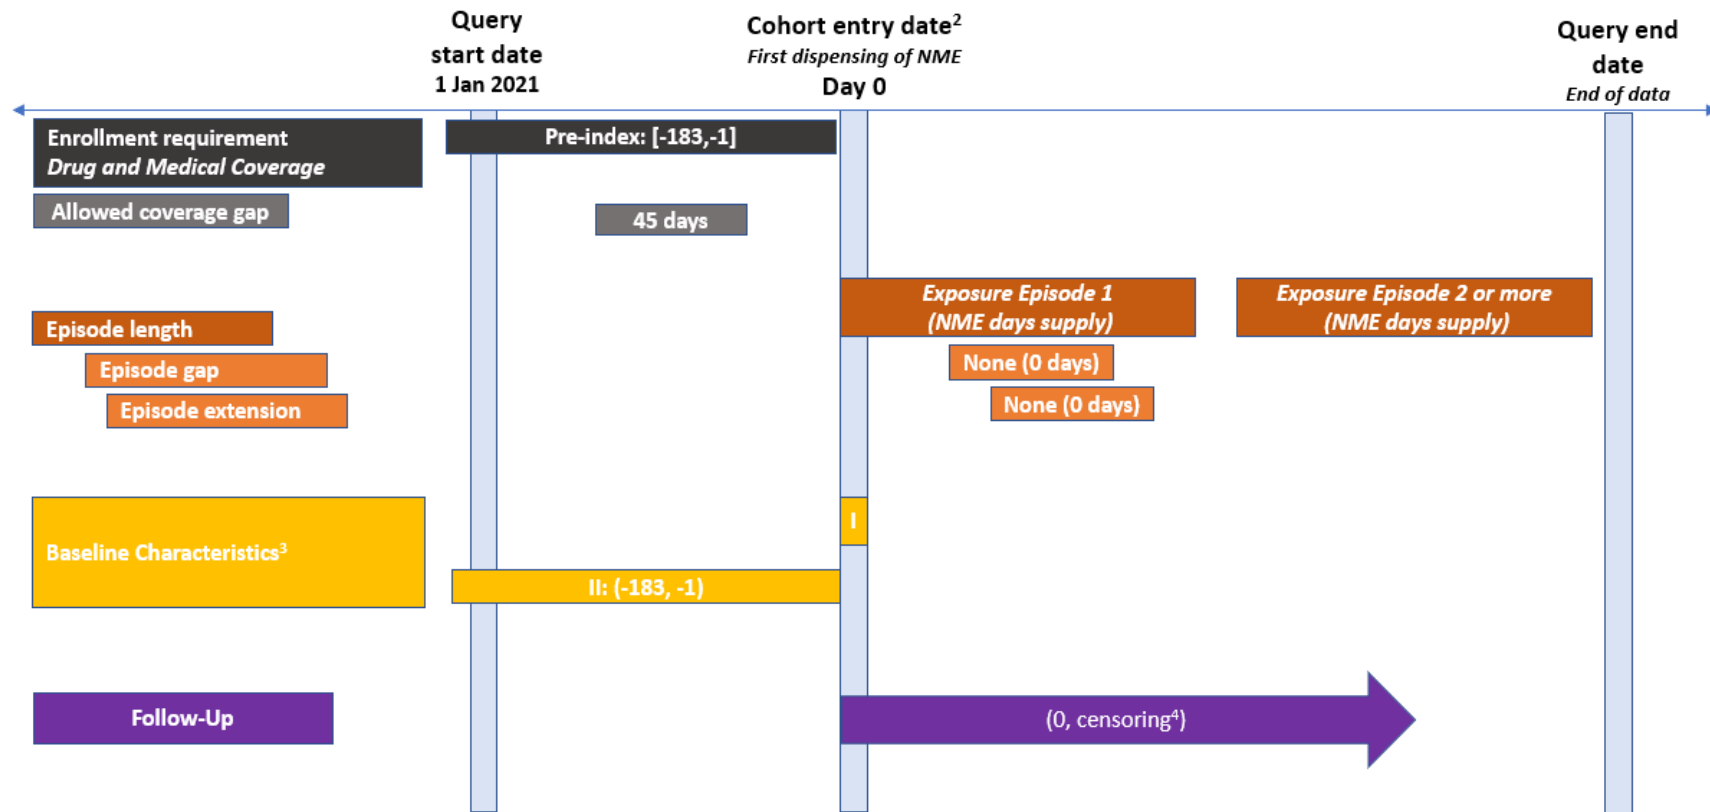 Query
start date
1 Jan 2021
Cohort entry date²
First dispensing of NME
Day 0
Query end
date
End of data
Enrollment requirement
Drug and Medical Coverage
Pre-index: [-183,-1]
Allowed coverage gap
45 days
Episode length
Exposure Episode 1
(NME days supply)
Exposure Episode 2 or more
(NME days supply)
Episode gap
None (0 days)
Episode extension
None (0 days)
Baseline Characteristics³
I
II: (-183, -1)
Follow-Up
(0, censoring⁴)